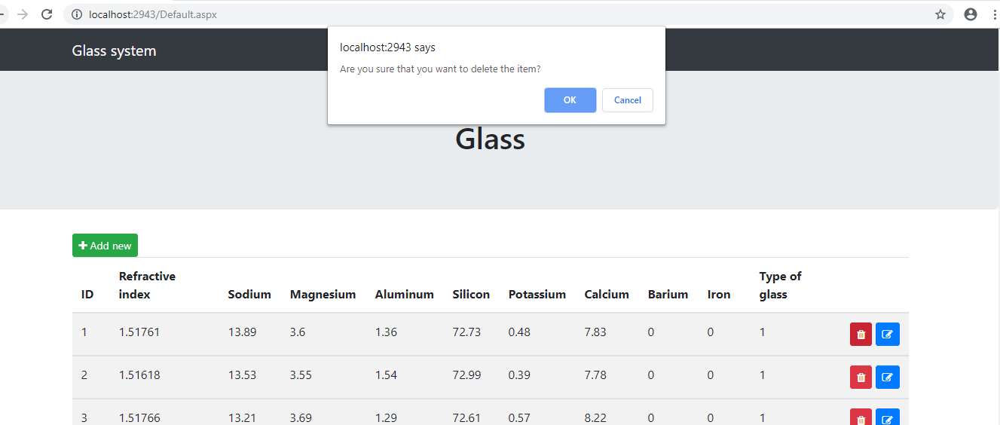 localhost:2943/Default.aspx
localhost:2943 says
Are you sure that you want to delete the item?
OK Cancel
Glass system
Glass
Add new
ID Refractive index Sodium Magnesium Aluminum Silicon Potassium Calcium Barium Iron Type of glass
1 1.51761 13.89 3.6 1.36 72.73 0.48 7.83 0 0 1
2 1.51618 13.53 3.55 1.54 72.99 0.39 7.78 0 0 1
3 1.51766 13.21 3.69 1.29 72.61 0.57 8.22 0 0 1